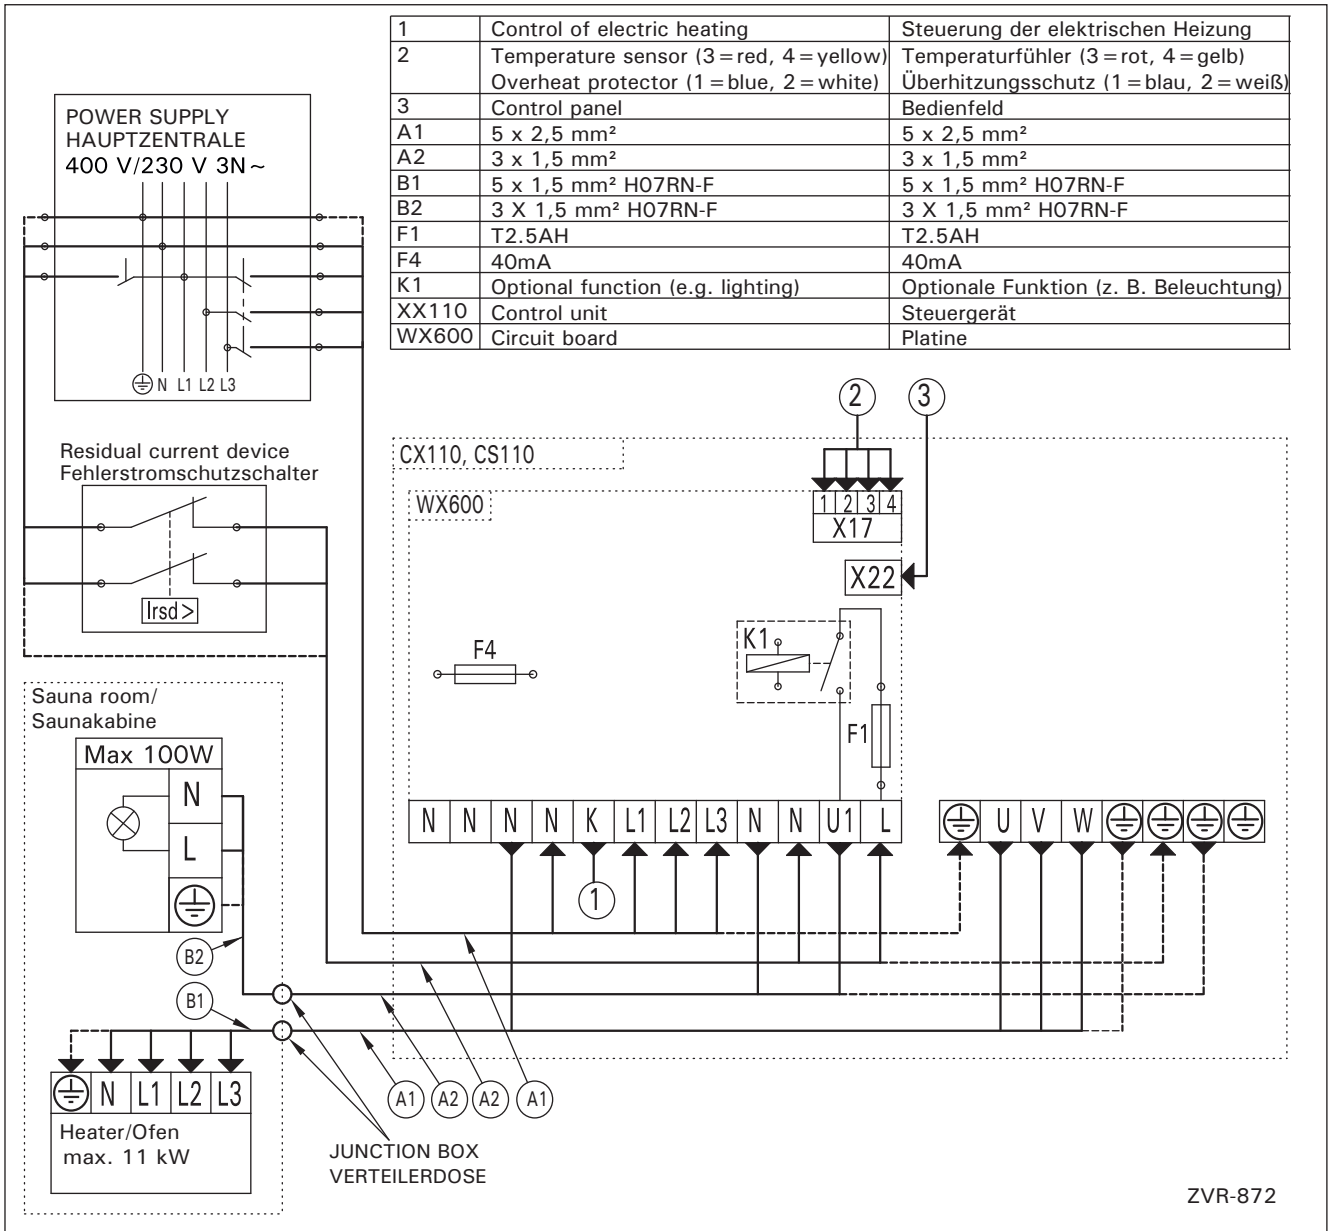 1 Control of electric heating Steuerung der elektrischen Heizung
2 Temperature sensor (3=red, 4=yellow) Temperaturfühler (3=rot, 4=gelb)
Overheat protector (1=blue, 2=white) Überhitzungsschutz (1=blau, 2=weiß)
3 Control panel Bedienfeld
A1 5 x 2,5 mm² 5 x 2,5 mm²
A2 3 x 1,5 mm² 3 x 1,5 mm²
B1 5 x 1,5 mm² H07RN-F 5 x 1,5 mm² H07RN-F
B2 3 X 1,5 mm² H07RN-F 3 X 1,5 mm² H07RN-F
F1 T2.5AH T2.5AH
F4 40mA 40mA
K1 Optional function (e.g. lighting) Optionale Funktion (z. B. Beleuchtung)
XX110 Control unit Steuergerät
WX600 Circuit board Platine
POWER SUPPLY
HAUPTZENTRALE
400 V/230 V 3N~
N L1 L2 L3
Residual current device
Fehlerstromschutzschalter
Irsd>
2 3
CX110, CS110
WX600
1 2 3 4
X17
X22
K1
F4
F1
N N N N K L1 L2 L3 N N U1 L
U V W
1
Sauna room/
Saunakabine
Max 100W
N
L
B2
B1
N L1 L2 L3
Heater/Ofen
max. 11 kW
A1 A2 A2 A1
JUNCTION BOX
VERTEILERDOSE
ZVR-872